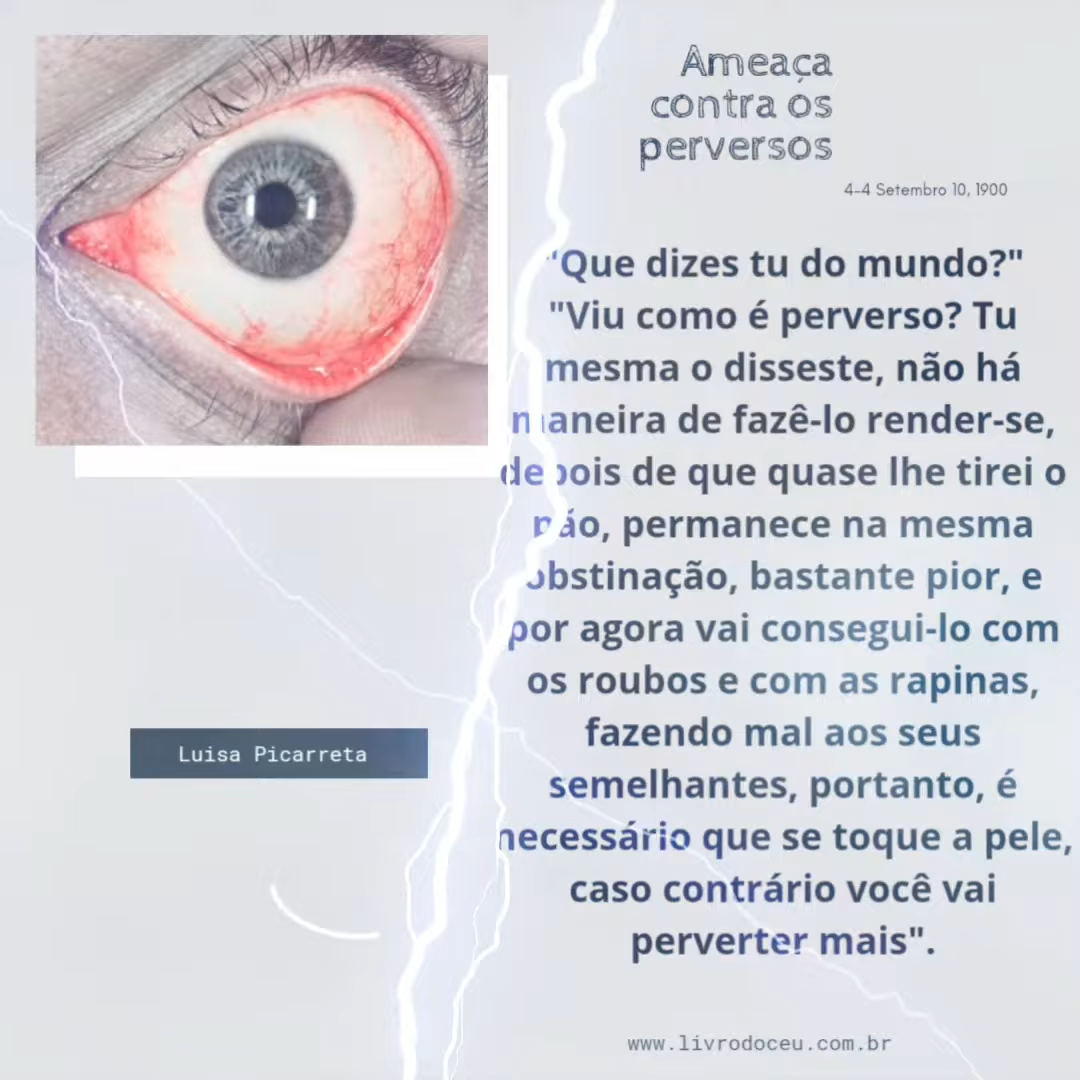 Ameaça
contra os
perversos
4-4 Setembro 10, 1900
"Que dizes tu do mundo?"
"Viu como é perverso? Tu
mesma o disseste, não há
maneira de fazê-lo render-se,
depois de que quase lhe tirei o
pão, permanece na mesma
obstinação, bastante pior, e
por agora vai consegui-lo com
os roubos e com as rapinas,
fazendo mal aos seus
semelhantes, portanto, é
necessário que se toque a pele,
caso contrário você vai
perverter mais".
Luisa Picarreta
www.livrodoceu.com.br